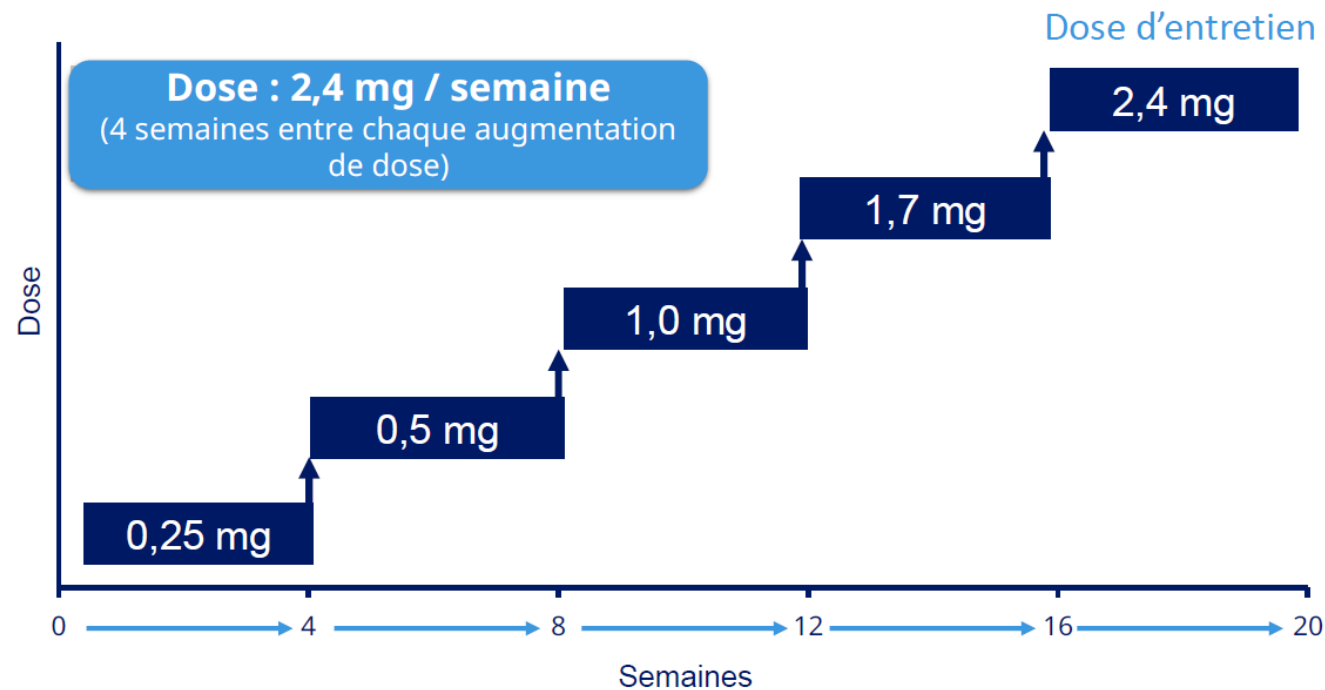 Dose d’entretien
Dose : 2,4 mg / semaine
(4 semaines entre chaque augmentation
de dose)
2,4 mg
1,7 mg
1,0 mg
0,5 mg
0,25 mg
Dose
0 4 8 12 16 20
Semaines